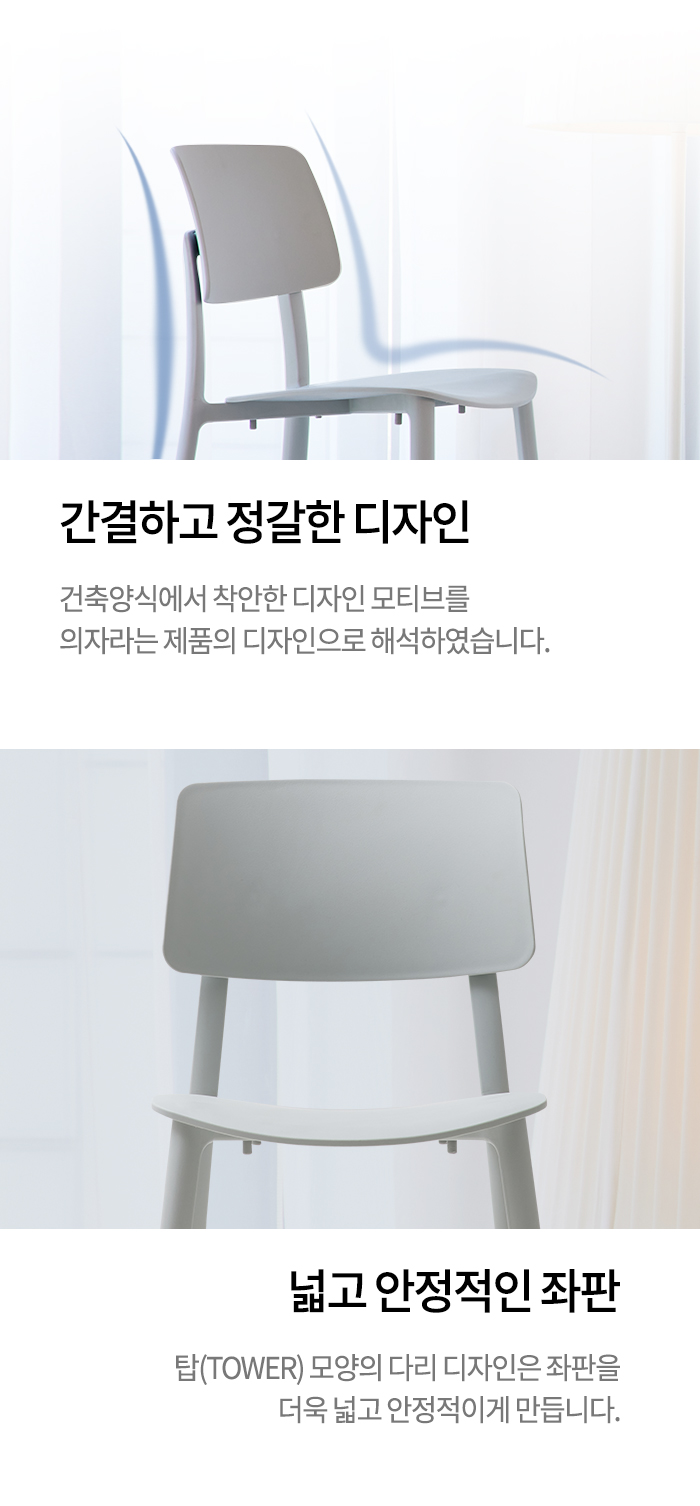 간결하고 정갈한 디자인
건축양식에서 착안한 디자인 모티브를
의자라는 제품의 디자인으로 해석하였습니다.
넓고 안정적인 좌판
탑(TOWER) 모양의 다리 디자인은 좌판을
더욱 넓고 안정적이게 만듭니다.